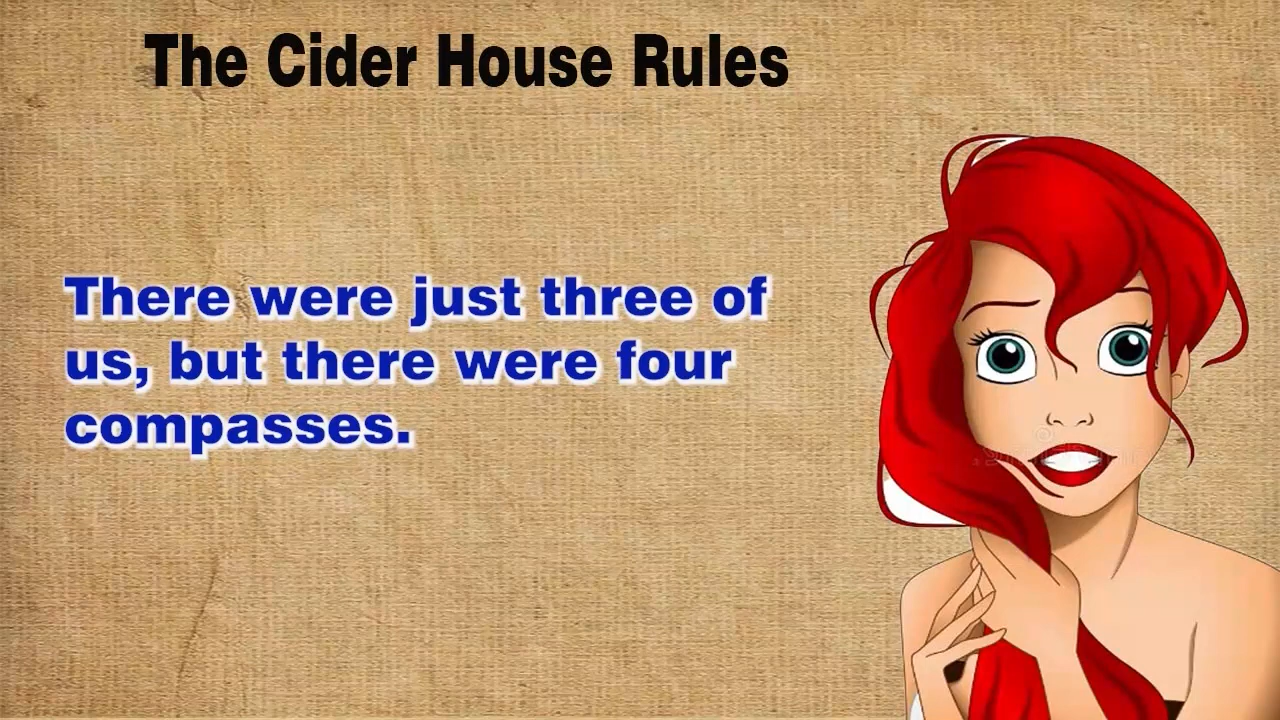 The Cider House Rules
There were just three of
us, but there were four
compasses.